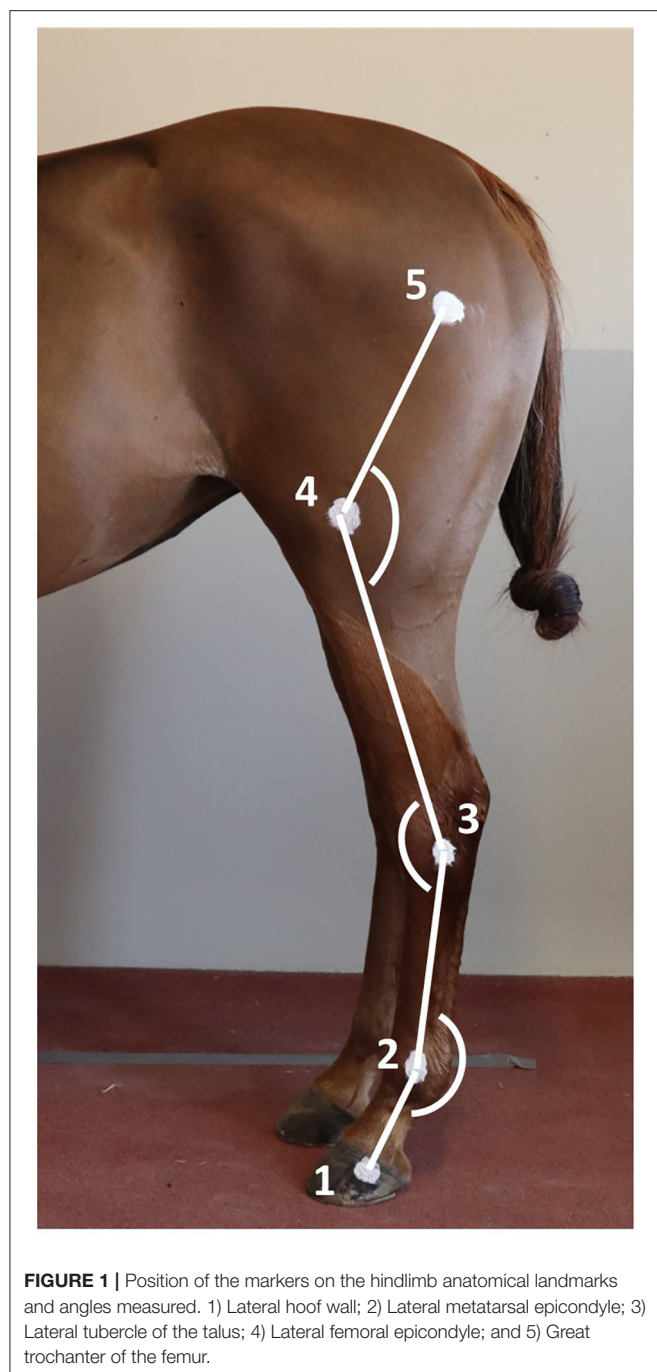 5
4
3
2
1
FIGURE 1 | Position of the markers on the hindlimb anatomical landmarks
and angles measured. 1) Lateral hoof wall; 2) Lateral metatarsal epicondyle; 3)
Lateral tubercle of the talus; 4) Lateral femoral epicondyle; and 5) Great
trochanter of the femur.